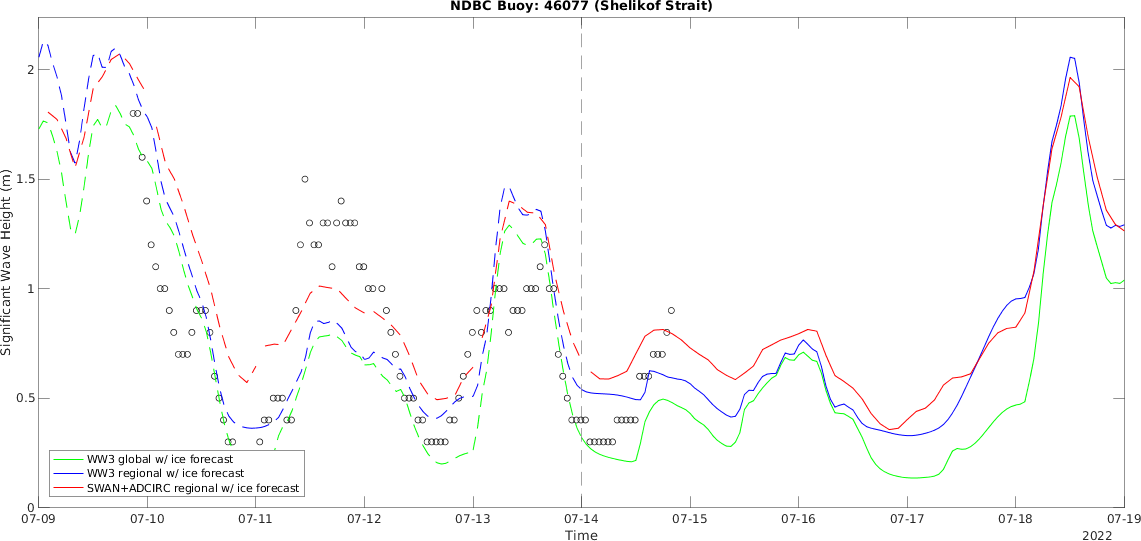 NDBC Buoy: 46077 (Shelikof Strait)
2
1.5
1
0.5
0
Significant Wave Height (m)
WW3 global w/ ice forecast
WW3 regional w/ ice forecast
SWAN+ADCIRC regional w/ ice forecast
07-09 07-10 07-11 07-12 07-13 07-14 07-15 07-16 07-17 07-18 07-19
Time
2022